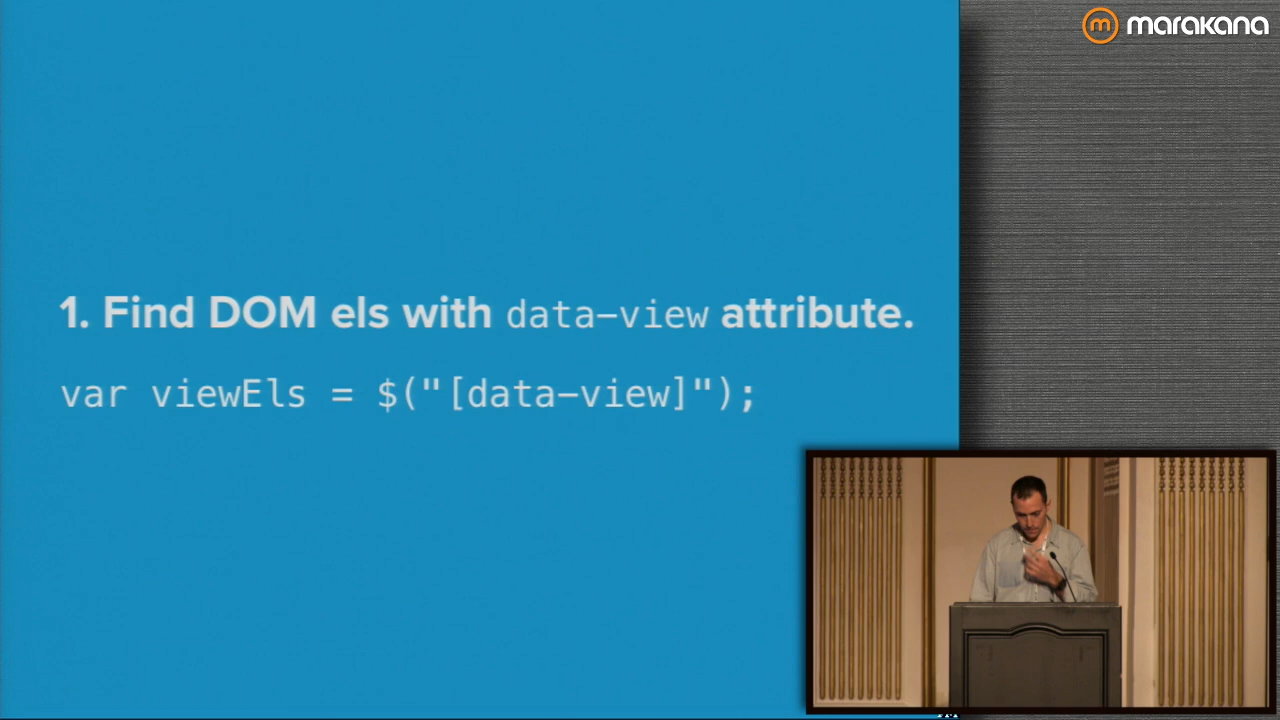 marakana
1. Find DOM els with data-view attribute.
var viewEls = $("[data-view]");